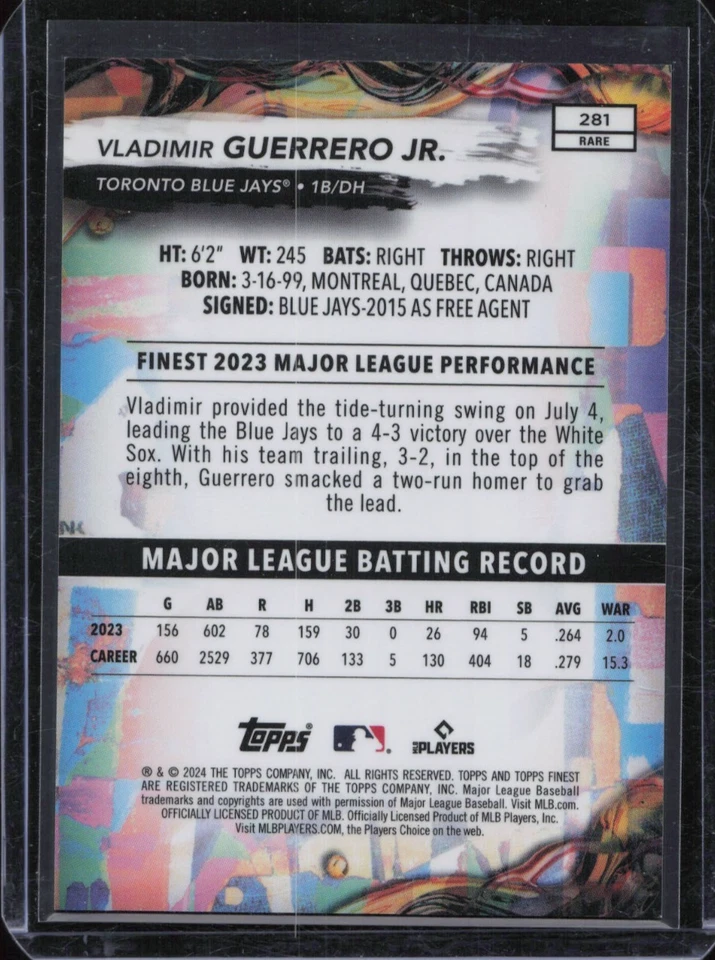 281
RARE
VLADIMIR GUERRERO JR.
TORONTO BLUE JAYS® • 1B/DH
HT: 6'2" WT: 245 BATS: RIGHT THROWS: RIGHT
BORN: 3-16-99, MONTREAL, QUEBEC, CANADA
SIGNED: BLUE JAYS-2015 AS FREE AGENT
FINEST 2023 MAJOR LEAGUE PERFORMANCE
Vladimir provided the tide-turning swing on July 4,
leading the Blue Jays to a 4-3 victory over the White
Sox. With his team trailing, 3-2, in the top of the
eighth, Guerrero smacked a two-run homer to grab
the lead.
NK
MAJOR LEAGUE BATTING RECORD
G AB R H 2B 3B HR RBI SB AVG WAR
2023 156 602 78 159 30 0 26 94 5 .264 2.0
CAREER 660 2529 377 706 133 5 130 404 18 .279 15.3
Topps® MLB PLAYERS
® & © 2024 THE TOPPS COMPANY, INC. ALL RIGHTS RESERVED. TOPPS AND TOPPS FINEST
ARE REGISTERED TRADEMARKS OF THE TOPPS COMPANY, INC. Major League Baseball
trademarks and copyrights are used with permission of Major League Baseball. Visit MLB.com.
OFFICIALLY LICENSED PRODUCT OF MLB. Officially Licensed Product of MLB Players, Inc.
Visit MLBPLAYERS.COM, the Players Choice on the web.